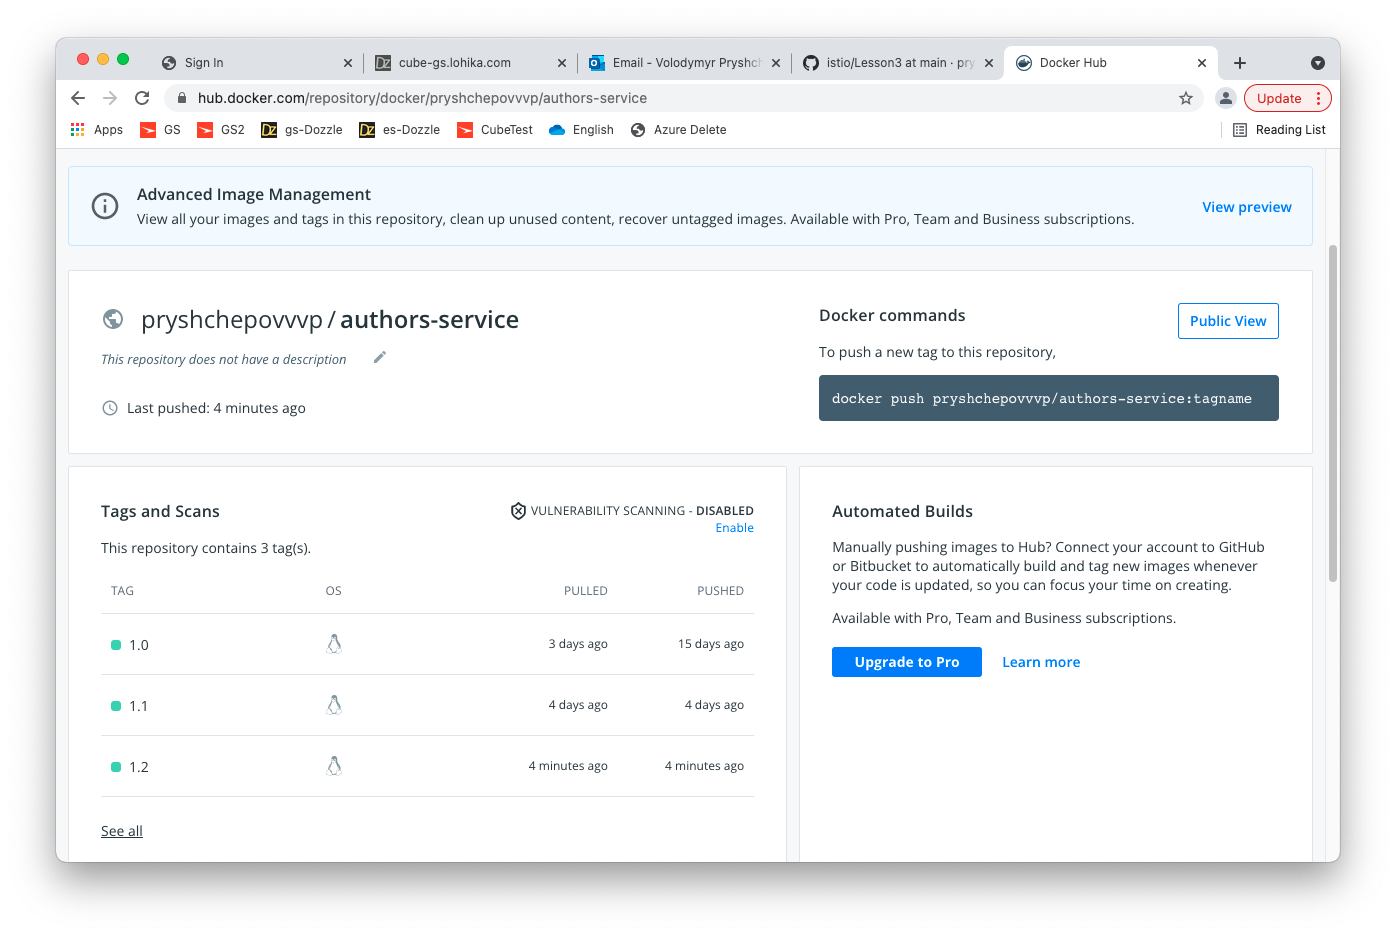 Sign In
cube-gs.lohika.com
Email - Volodymyr Pryshch
istio/Lesson3 at main · pry
Docker Hub
hub.docker.com/repository/docker/pryshchepovvvp/authors-service
Update
Apps
GS
GS2
Dz gs-Dozzle
Dz es-Dozzle
CubeTest
English
Azure Delete
Reading List
Advanced Image Management
View all your images and tags in this repository, clean up unused content, recover untagged images. Available with Pro, Team and Business subscriptions.
View preview
pryshchepovvvp / authors-service
This repository does not have a description
Last pushed: 4 minutes ago
Docker commands
Public View
To push a new tag to this repository,
docker push pryshchepovvvp/authors-service:tagname
Tags and Scans
VULNERABILITY SCANNING - DISABLED
Enable
This repository contains 3 tag(s).
TAG OS PULLED PUSHED
1.0 3 days ago 15 days ago
1.1 4 days ago 4 days ago
1.2 4 minutes ago 4 minutes ago
See all
Automated Builds
Manually pushing images to Hub? Connect your account to GitHub
or Bitbucket to automatically build and tag new images whenever
your code is updated, so you can focus your time on creating.
Available with Pro, Team and Business subscriptions.
Upgrade to Pro
Learn more